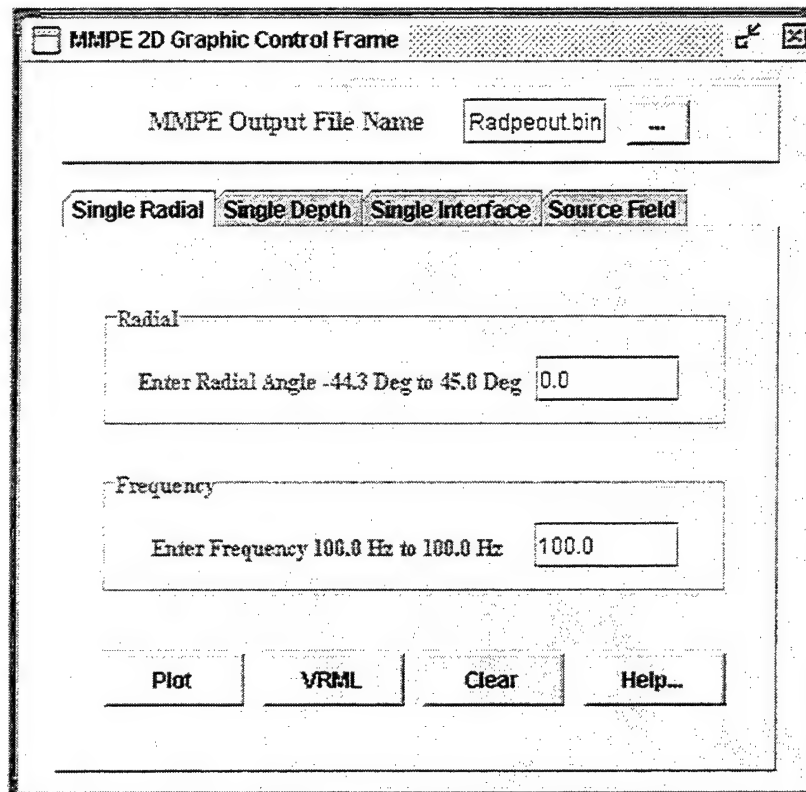 MMPE 2D Graphic Control Frame
MMPE Output File Name Radpeout.bin ...
Single Radial Single Depth Single Interface Source Field
Radial
Enter Radial Angle -44.3 Deg to 45.0 Deg 0.0
Frequency
Enter Frequency 100.0 Hz to 100.0 Hz 100.0
Plot VRML Clear Help...